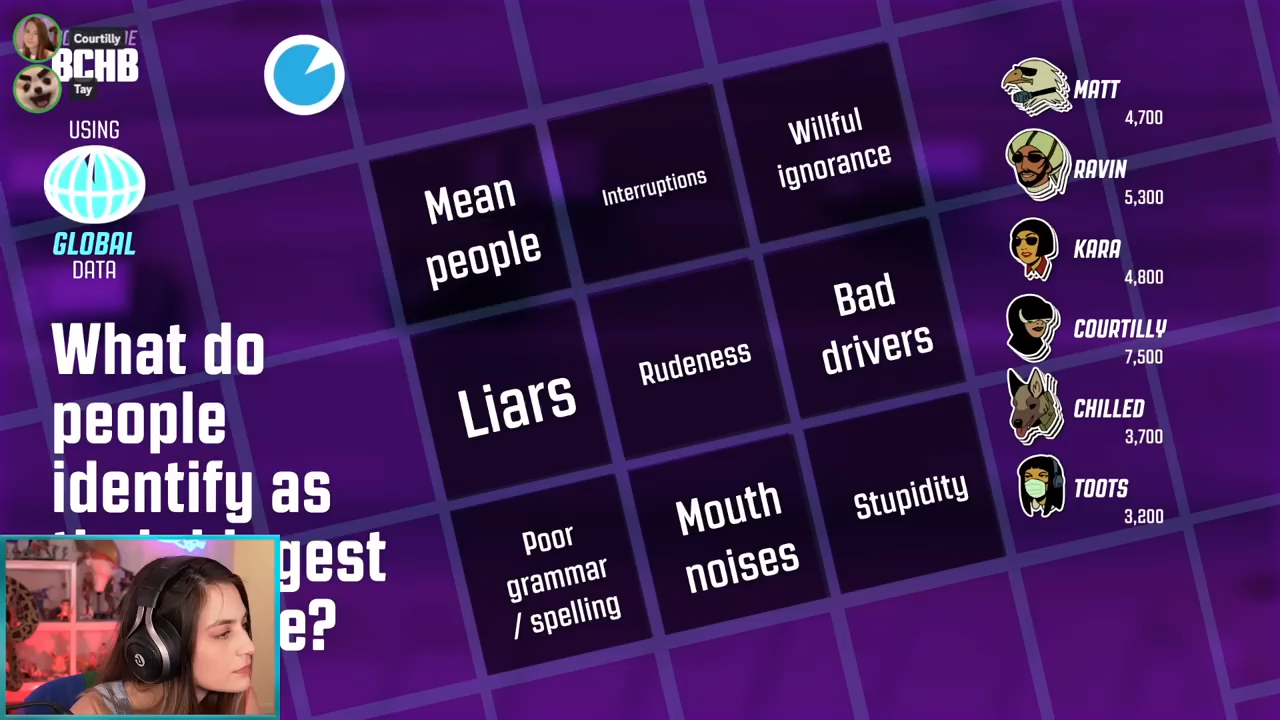 Courtilly
BCHB
Tay
USING
GLOBAL
DATA
What do
people
identify as
gest
e?
Mean
people
Interruptions
Willful
ignorance
Liars
Rudeness
Bad
drivers
Poor
grammar
/ spelling
Mouth
noises
Stupidity
MATT
4,700
RAVIN
5,300
KARA
4,800
COURTILLY
7,500
CHILLED
3,700
TOOTS
3,200